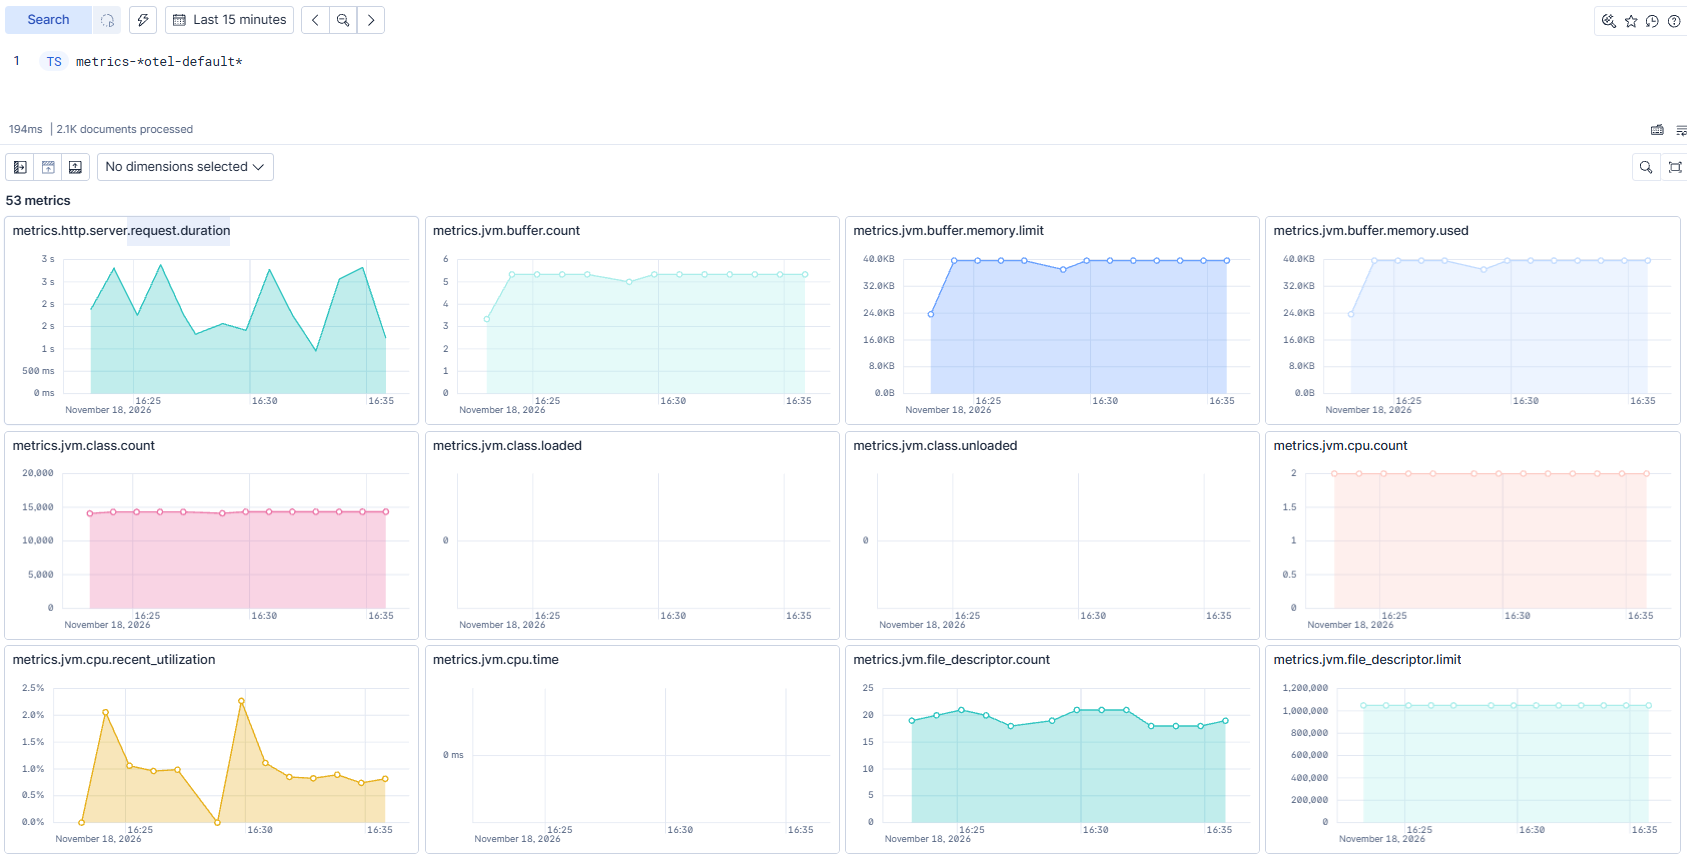 Search
Last 15 minutes
1 TS metrics-*otel-default*
194ms | 2.1K documents processed
No dimensions selected
53 metrics
metrics.http.server.request.duration
3 s
3 s
2 s
2 s
1 s
500 ms
0 ms
16:25 16:30 16:35
November 18, 2026
metrics.jvm.buffer.count
6
5
4
3
2
1
0
16:25 16:30 16:35
November 18, 2026
metrics.jvm.buffer.memory.limit
40.0KB
32.0KB
24.0KB
16.0KB
8.0KB
0.0B
16:25 16:30 16:35
November 18, 2026
metrics.jvm.buffer.memory.used
40.0KB
32.0KB
24.0KB
16.0KB
8.0KB
0.0B
16:25 16:30 16:35
November 18, 2026
metrics.jvm.class.count
20,000
15,000
10,000
5,000
0
16:25 16:30 16:35
November 18, 2026
metrics.jvm.class.loaded
0
16:25 16:30 16:35
November 18, 2026
metrics.jvm.class.unloaded
0
16:25 16:30 16:35
November 18, 2026
metrics.jvm.cpu.count
2
1.5
1
0.5
0
16:25 16:30 16:35
November 18, 2026
metrics.jvm.cpu.recent_utilization
2.5%
2.0%
1.5%
1.0%
0.5%
0.0%
16:25 16:30 16:35
November 18, 2026
metrics.jvm.cpu.time
0 ms
16:25 16:30 16:35
November 18, 2026
metrics.jvm.file_descriptor.count
25
20
15
10
5
0
16:25 16:30 16:35
November 18, 2026
metrics.jvm.file_descriptor.limit
1,200,000
1,000,000
800,000
600,000
400,000
200,000
0
16:25 16:30 16:35
November 18, 2026